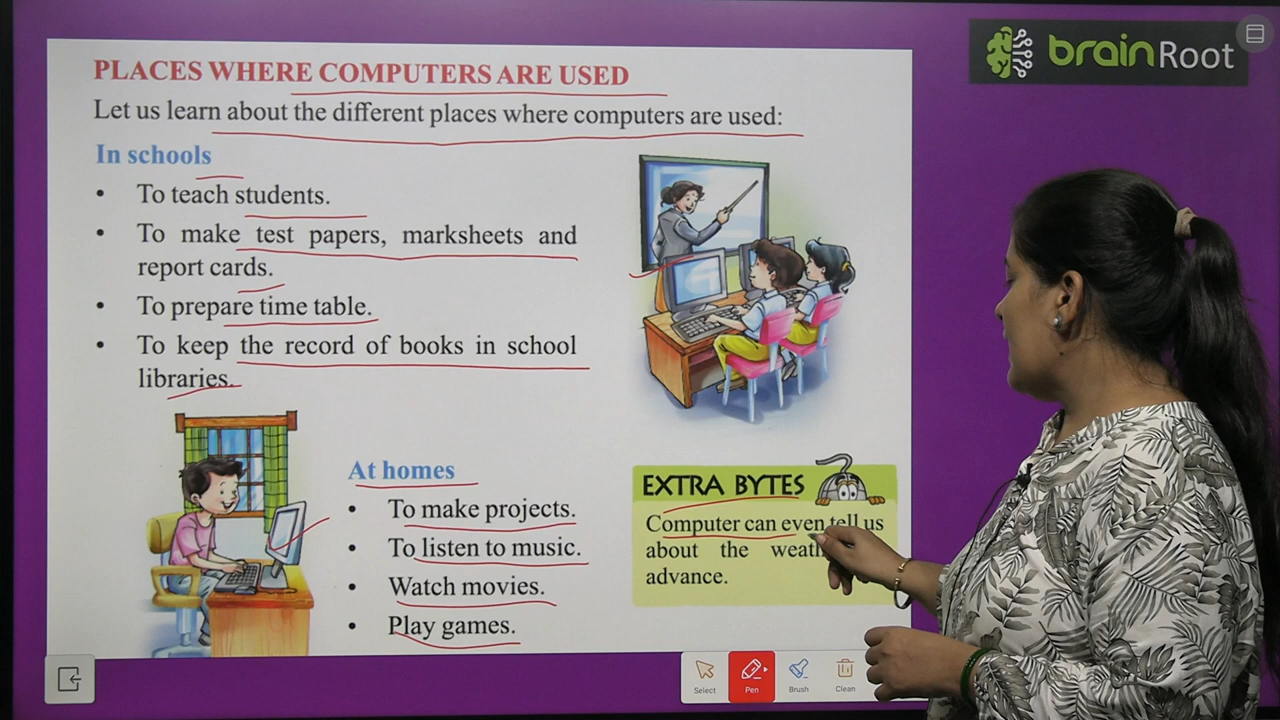 brainRoot
PLACES WHERE COMPUTERS ARE USED
Let us learn about the different places where computers are used:
In schools
• To teach students.
• To make test papers, marksheets and
report cards.
• To prepare time table.
• To keep the record of books in school
libraries.
At homes
• To make projects.
• To listen to music.
• Watch movies.
• Play games.
EXTRA BYTES
Computer can even tell us
about the
advance.
Select
Pen
Brush
Clean